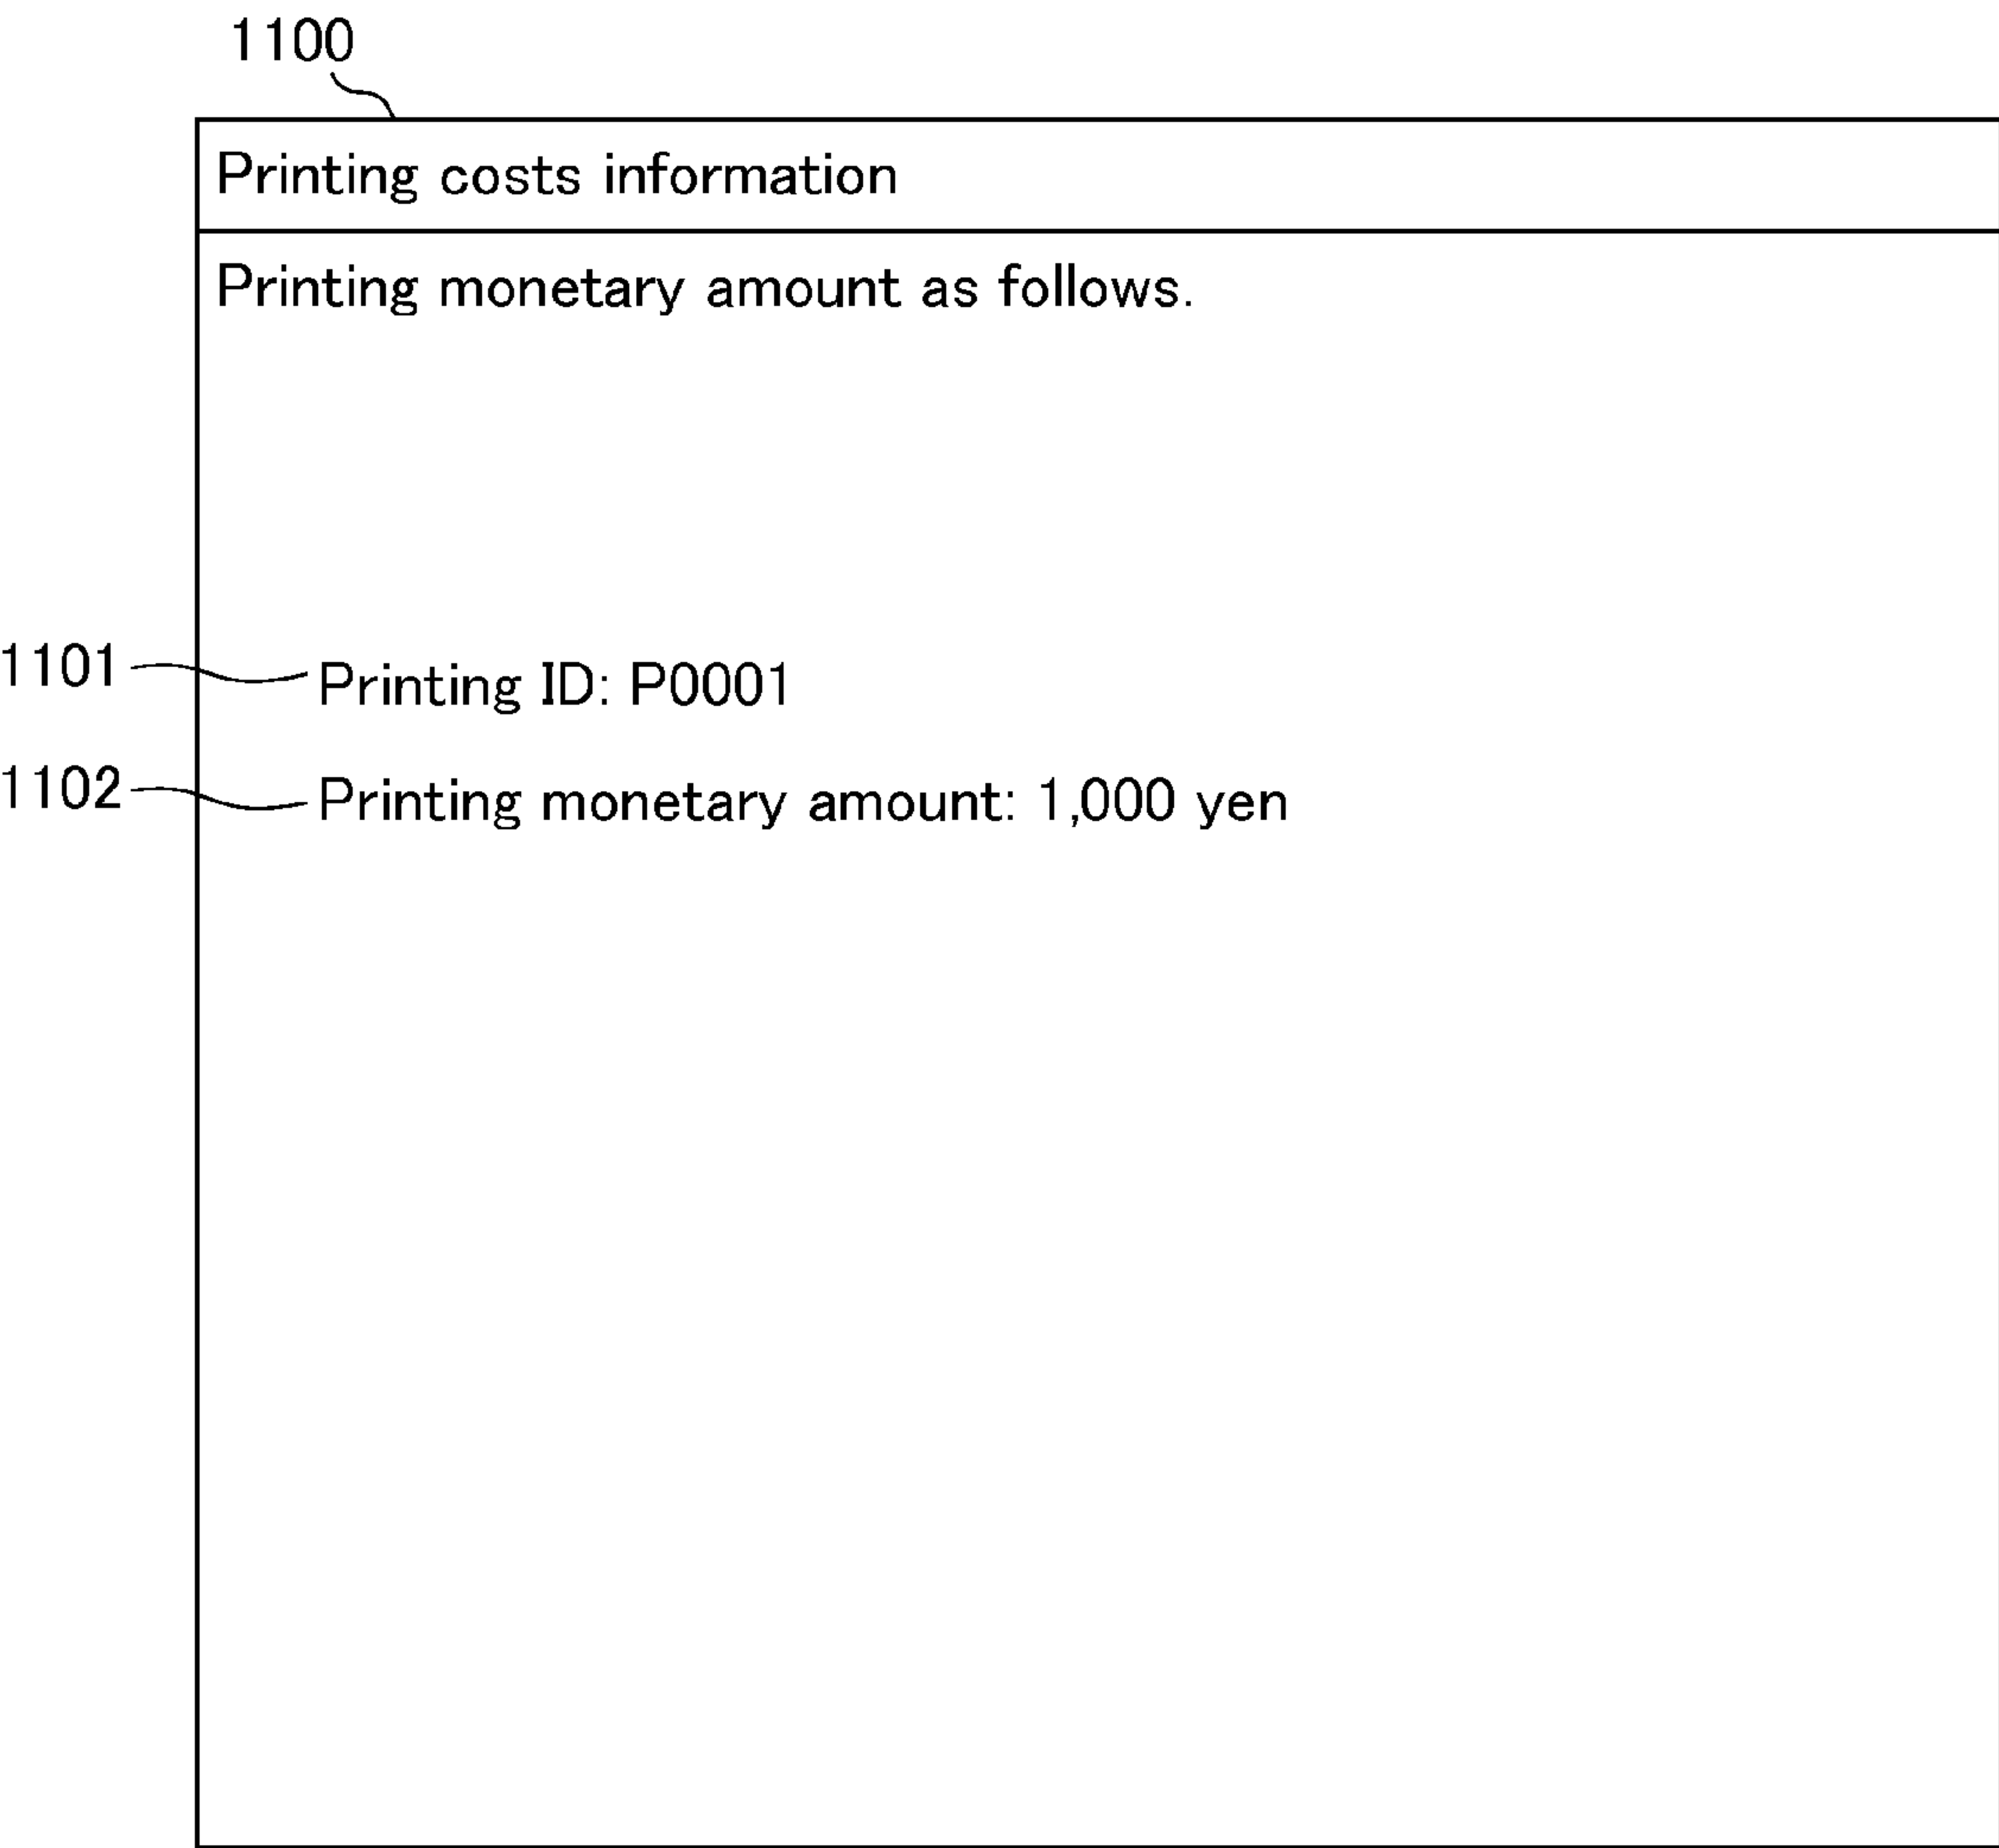 1100
Printing costs information
Printing monetary amount as follows.
1101
Printing ID: P0001
1102
Printing monetary amount: 1,000 yen